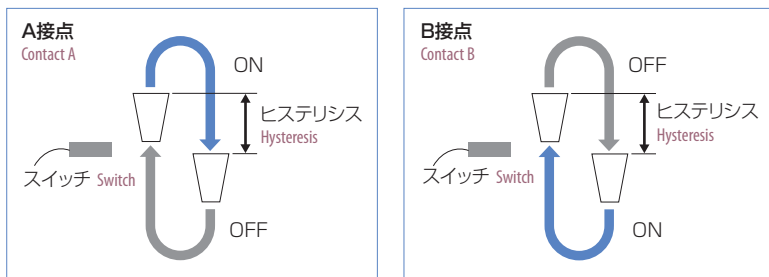 A接点
Contact A
ON
ヒステリシス
Hysteresis
スイッチ Switch
OFF
B接点
Contact B
OFF
ヒステリシス
Hysteresis
スイッチ Switch
ON